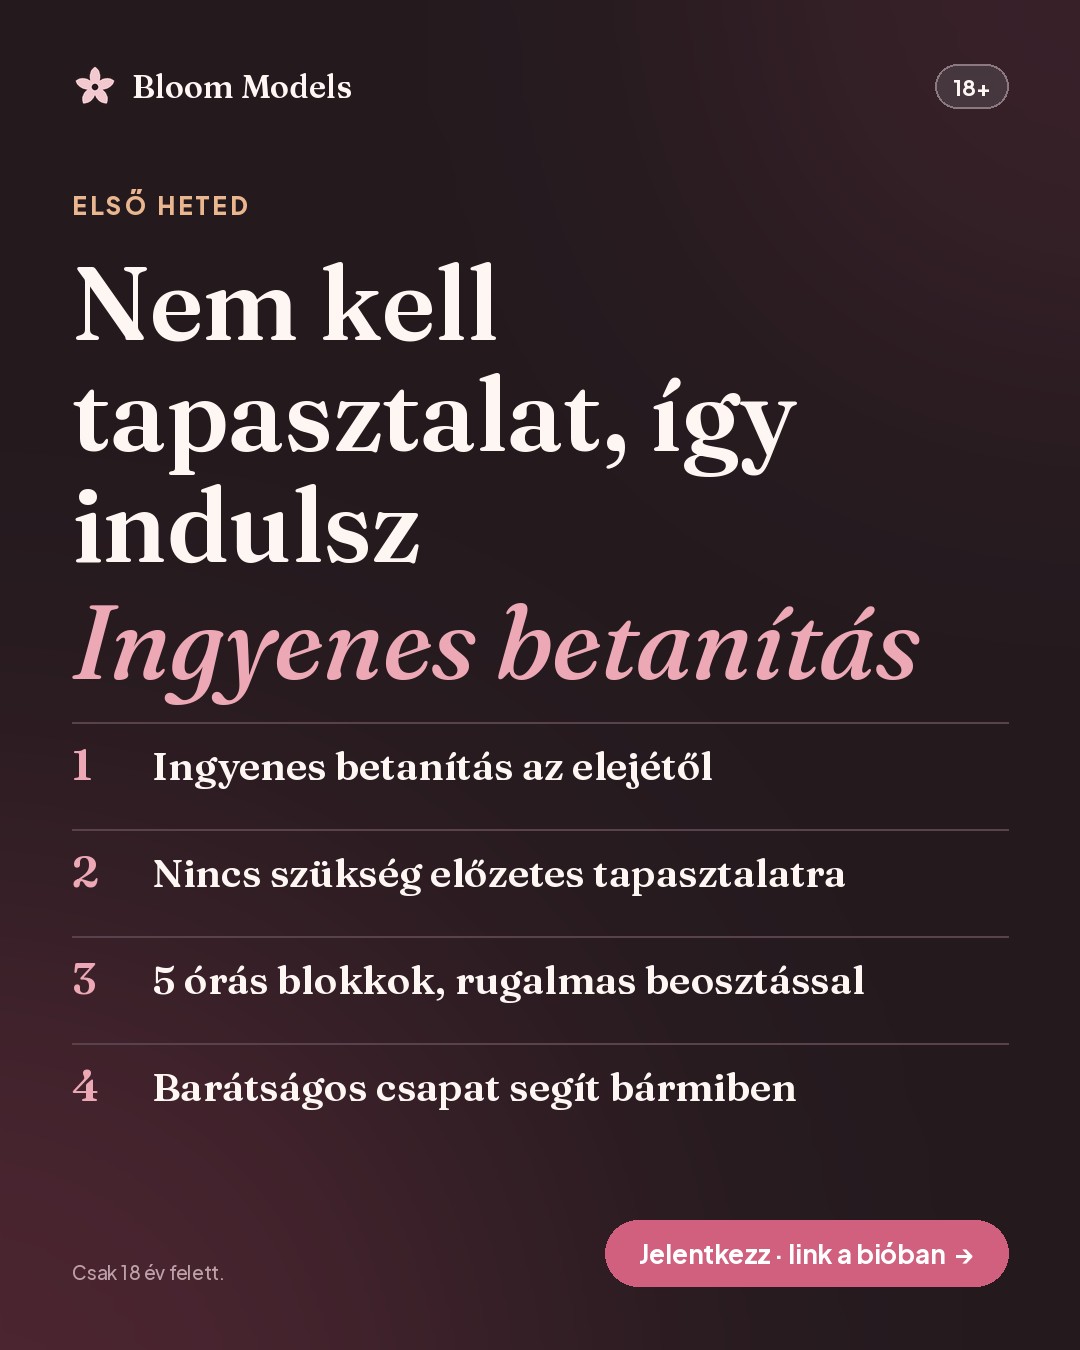 Bloom Models
18+
ELSŐ HETED
Nem kell
tapasztalat, így
indulsz
Ingyenes betanítás
1 Ingyenes betanítás az elejétől
2 Nincs szükség előzetes tapasztalatra
3 5 órás blokkok, rugalmas beosztással
4 Barátságos csapat segít bármiben
Csak 18 év felett.
Jelentkezz · link a bióban →